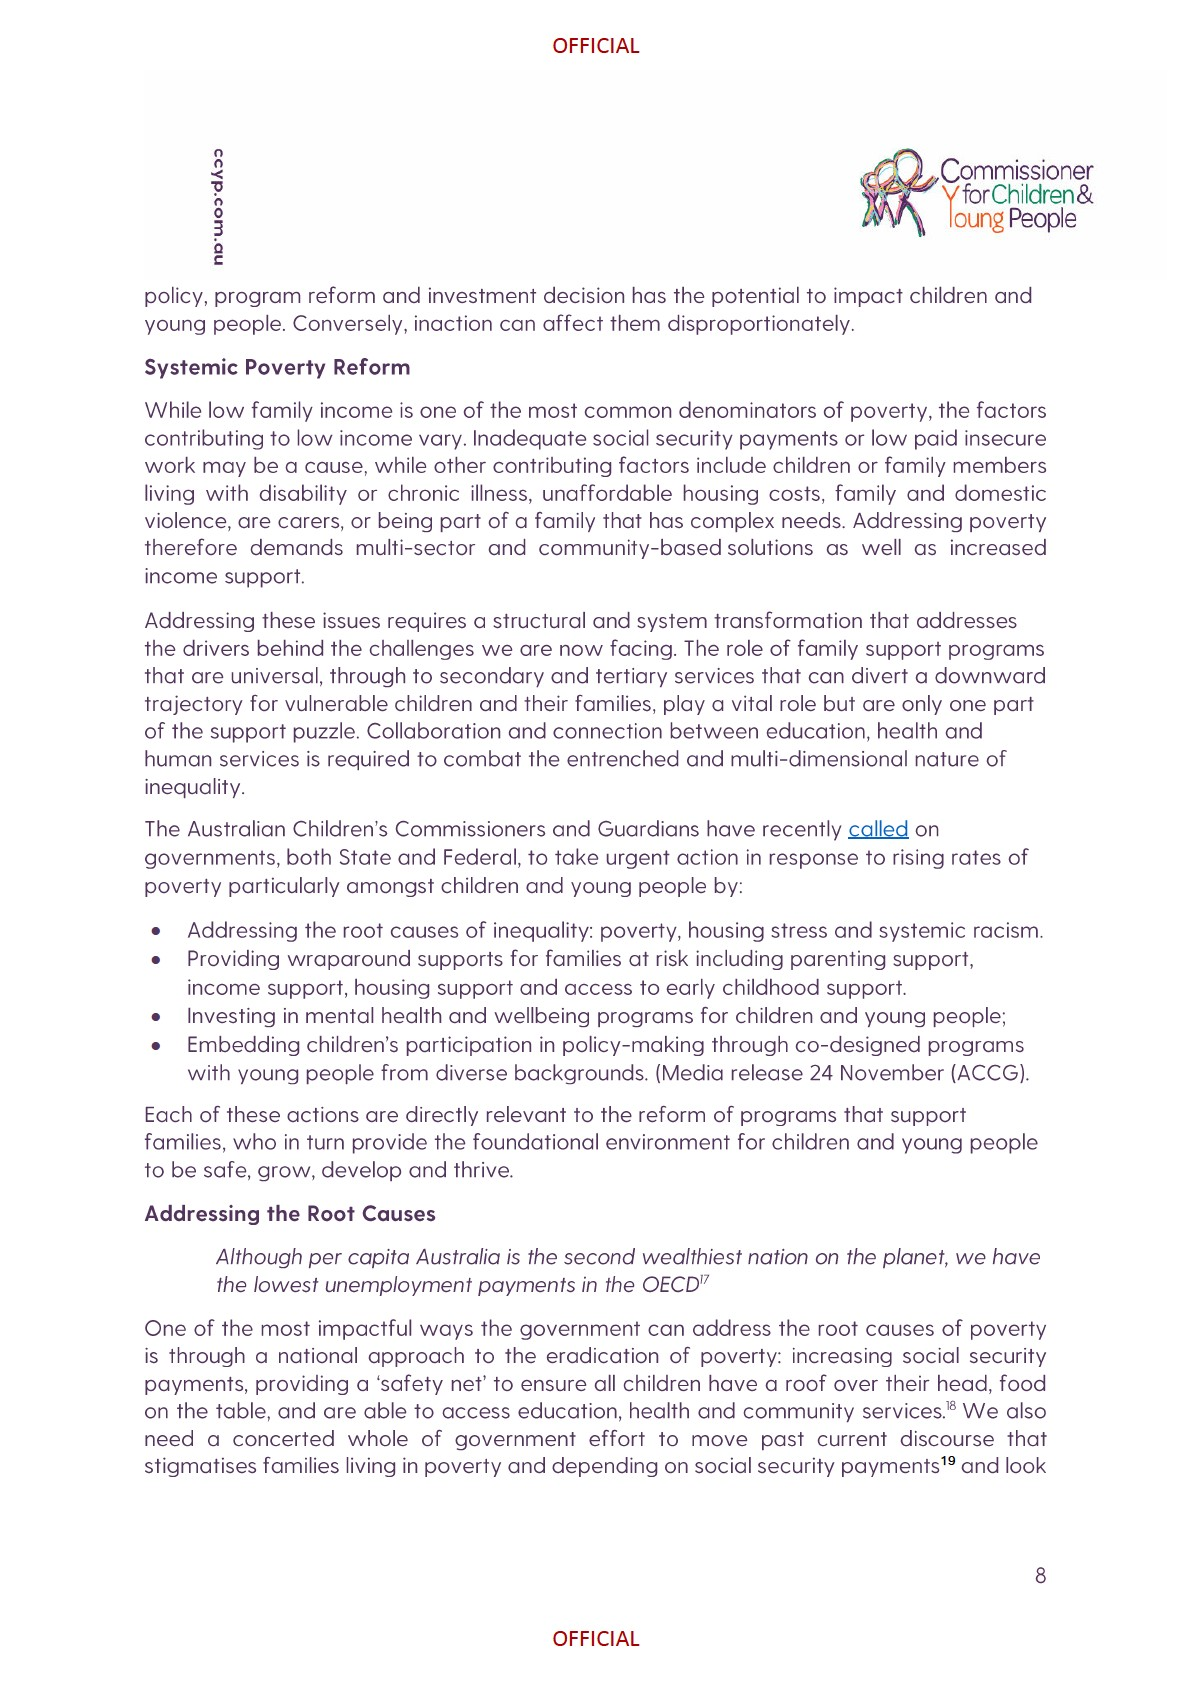 OFFICIAL
ccyp.com.au
Commissioner
for Children &
Young People
policy, program reform and investment decision has the potential to impact children and
young people. Conversely, inaction can affect them disproportionately.
Systemic Poverty Reform
While low family income is one of the most common denominators of poverty, the factors
contributing to low income vary. Inadequate social security payments or low paid insecure
work may be a cause, while other contributing factors include children or family members
living with disability or chronic illness, unaffordable housing costs, family and domestic
violence, are carers, or being part of a family that has complex needs. Addressing poverty
therefore demands multi-sector and community-based solutions as well as increased
income support.
Addressing these issues requires a structural and system transformation that addresses
the drivers behind the challenges we are now facing. The role of family support programs
that are universal, through to secondary and tertiary services that can divert a downward
trajectory for vulnerable children and their families, play a vital role but are only one part
of the support puzzle. Collaboration and connection between education, health and
human services is required to combat the entrenched and multi-dimensional nature of
inequality.
The Australian Children's Commissioners and Guardians have recently called on
governments, both State and Federal, to take urgent action in response to rising rates of
poverty particularly amongst children and young people by:
• Addressing the root causes of inequality: poverty, housing stress and systemic racism.
• Providing wraparound supports for families at risk including parenting support,
income support, housing support and access to early childhood support.
• Investing in mental health and wellbeing programs for children and young people;
• Embedding children's participation in policy-making through co-designed programs
with young people from diverse backgrounds. (Media release 24 November (ACCG).
Each of these actions are directly relevant to the reform of programs that support
families, who in turn provide the foundational environment for children and young people
to be safe, grow, develop and thrive.
Addressing the Root Causes
Although per capita Australia is the second wealthiest nation on the planet, we have
the lowest unemployment payments in the OECD17
One of the most impactful ways the government can address the root causes of poverty
is through a national approach to the eradication of poverty: increasing social security
payments, providing a 'safety net' to ensure all children have a roof over their head, food
on the table, and are able to access education, health and community services.18 We also
need a concerted whole of government effort to move past current discourse that
stigmatises families living in poverty and depending on social security payments19 and look
8
OFFICIAL